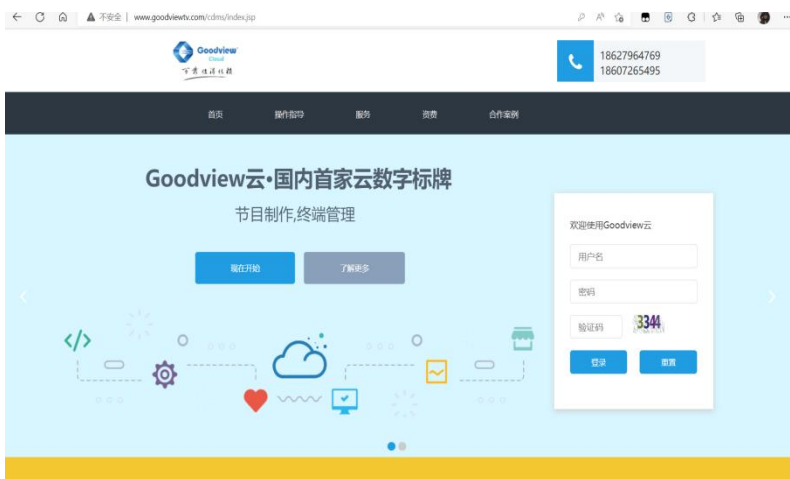 不安全 | www.goodviewtv.com/cdms/index.jsp
Goodview
Cloud
18627964769
18607265495
首页 操作指导 服务 资费 合作案例
Goodview云·国内首家云数字标牌
节目制作,终端管理
现在开始 了解更多
欢迎使用Goodview云
用户名
密码
验证码 3344
登录 重置